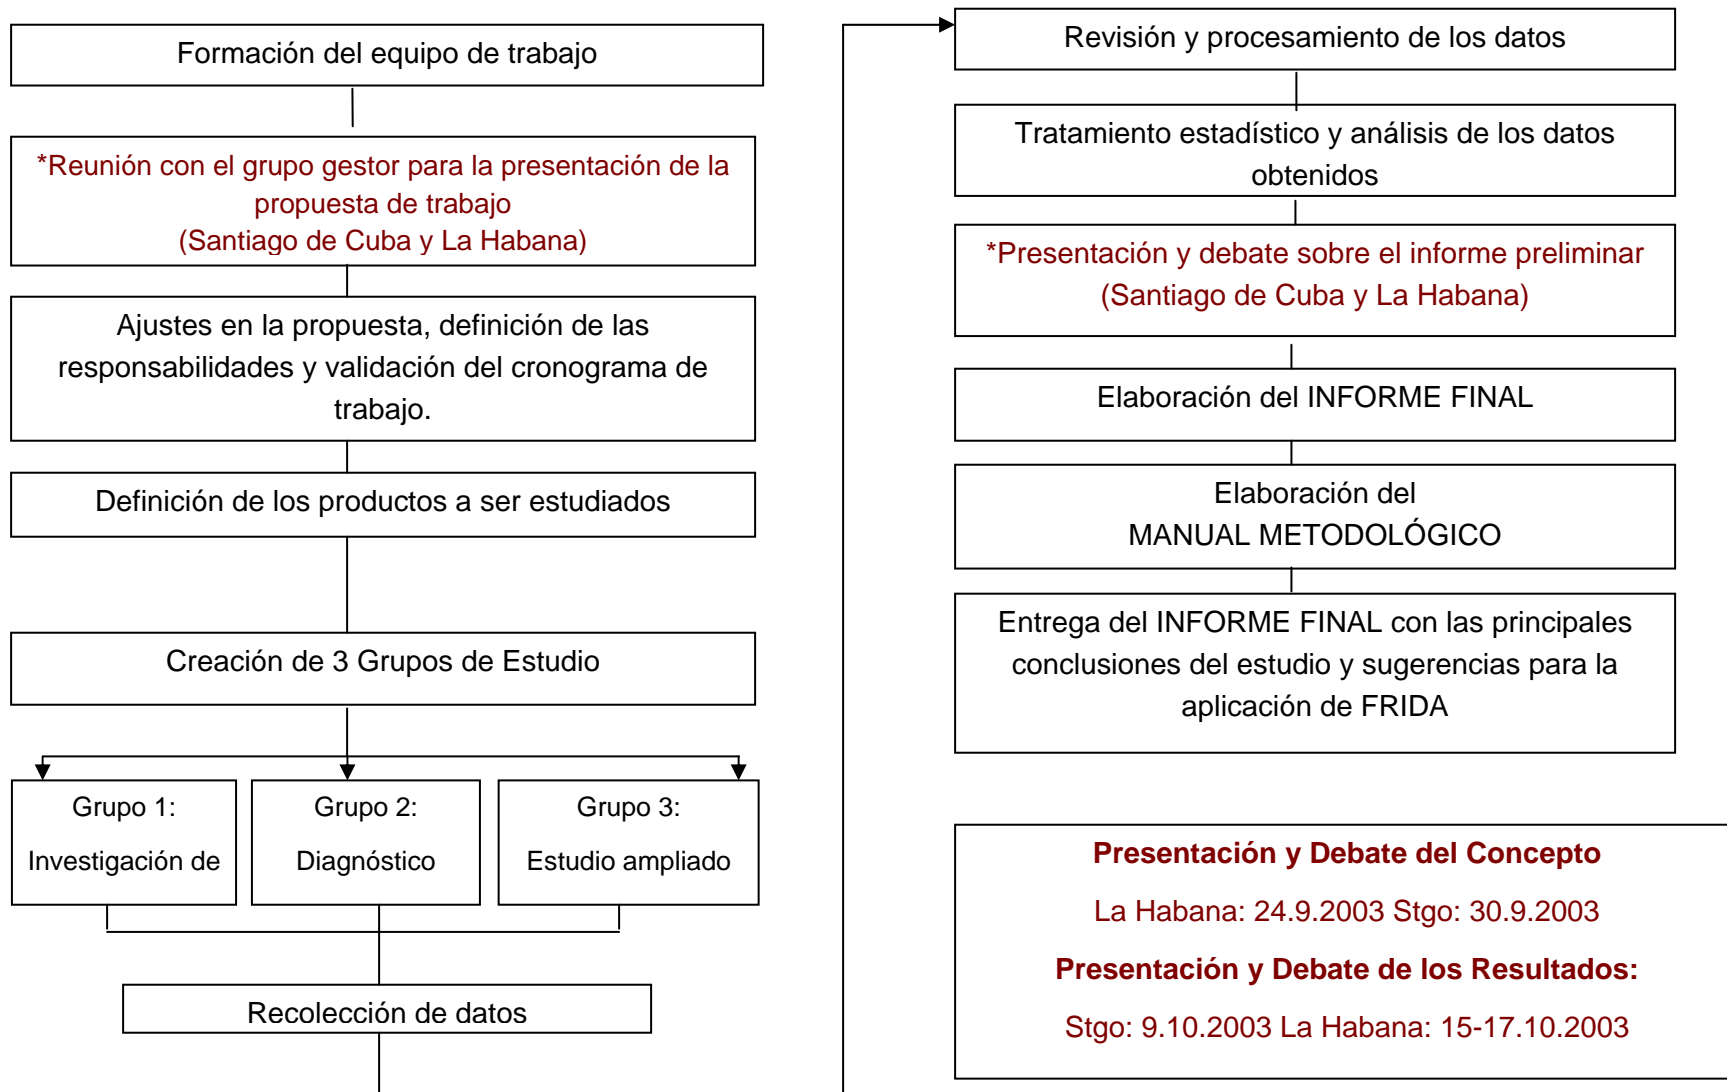 Formación del equipo de trabajo
*Reunión con el grupo gestor para la presentación de la
propuesta de trabajo
(Santiago de Cuba y La Habana)
Ajustes en la propuesta, definición de las
responsabilidades y validación del cronograma de
trabajo.
Definición de los productos a ser estudiados
Creación de 3 Grupos de Estudio
Grupo 1:
Investigación de
Grupo 2:
Diagnóstico
Grupo 3:
Estudio ampliado
Recolección de datos
Revisión y procesamiento de los datos
Tratamiento estadístico y análisis de los datos
obtenidos
*Presentación y debate sobre el informe preliminar
(Santiago de Cuba y La Habana)
Elaboración del INFORME FINAL
Elaboración del
MANUAL METODOLÓGICO
Entrega del INFORME FINAL con las principales
conclusiones del estudio y sugerencias para la
aplicación de FRIDA
Presentación y Debate del Concepto
La Habana: 24.9.2003 Stgo: 30.9.2003
Presentación y Debate de los Resultados:
Stgo: 9.10.2003 La Habana: 15-17.10.2003